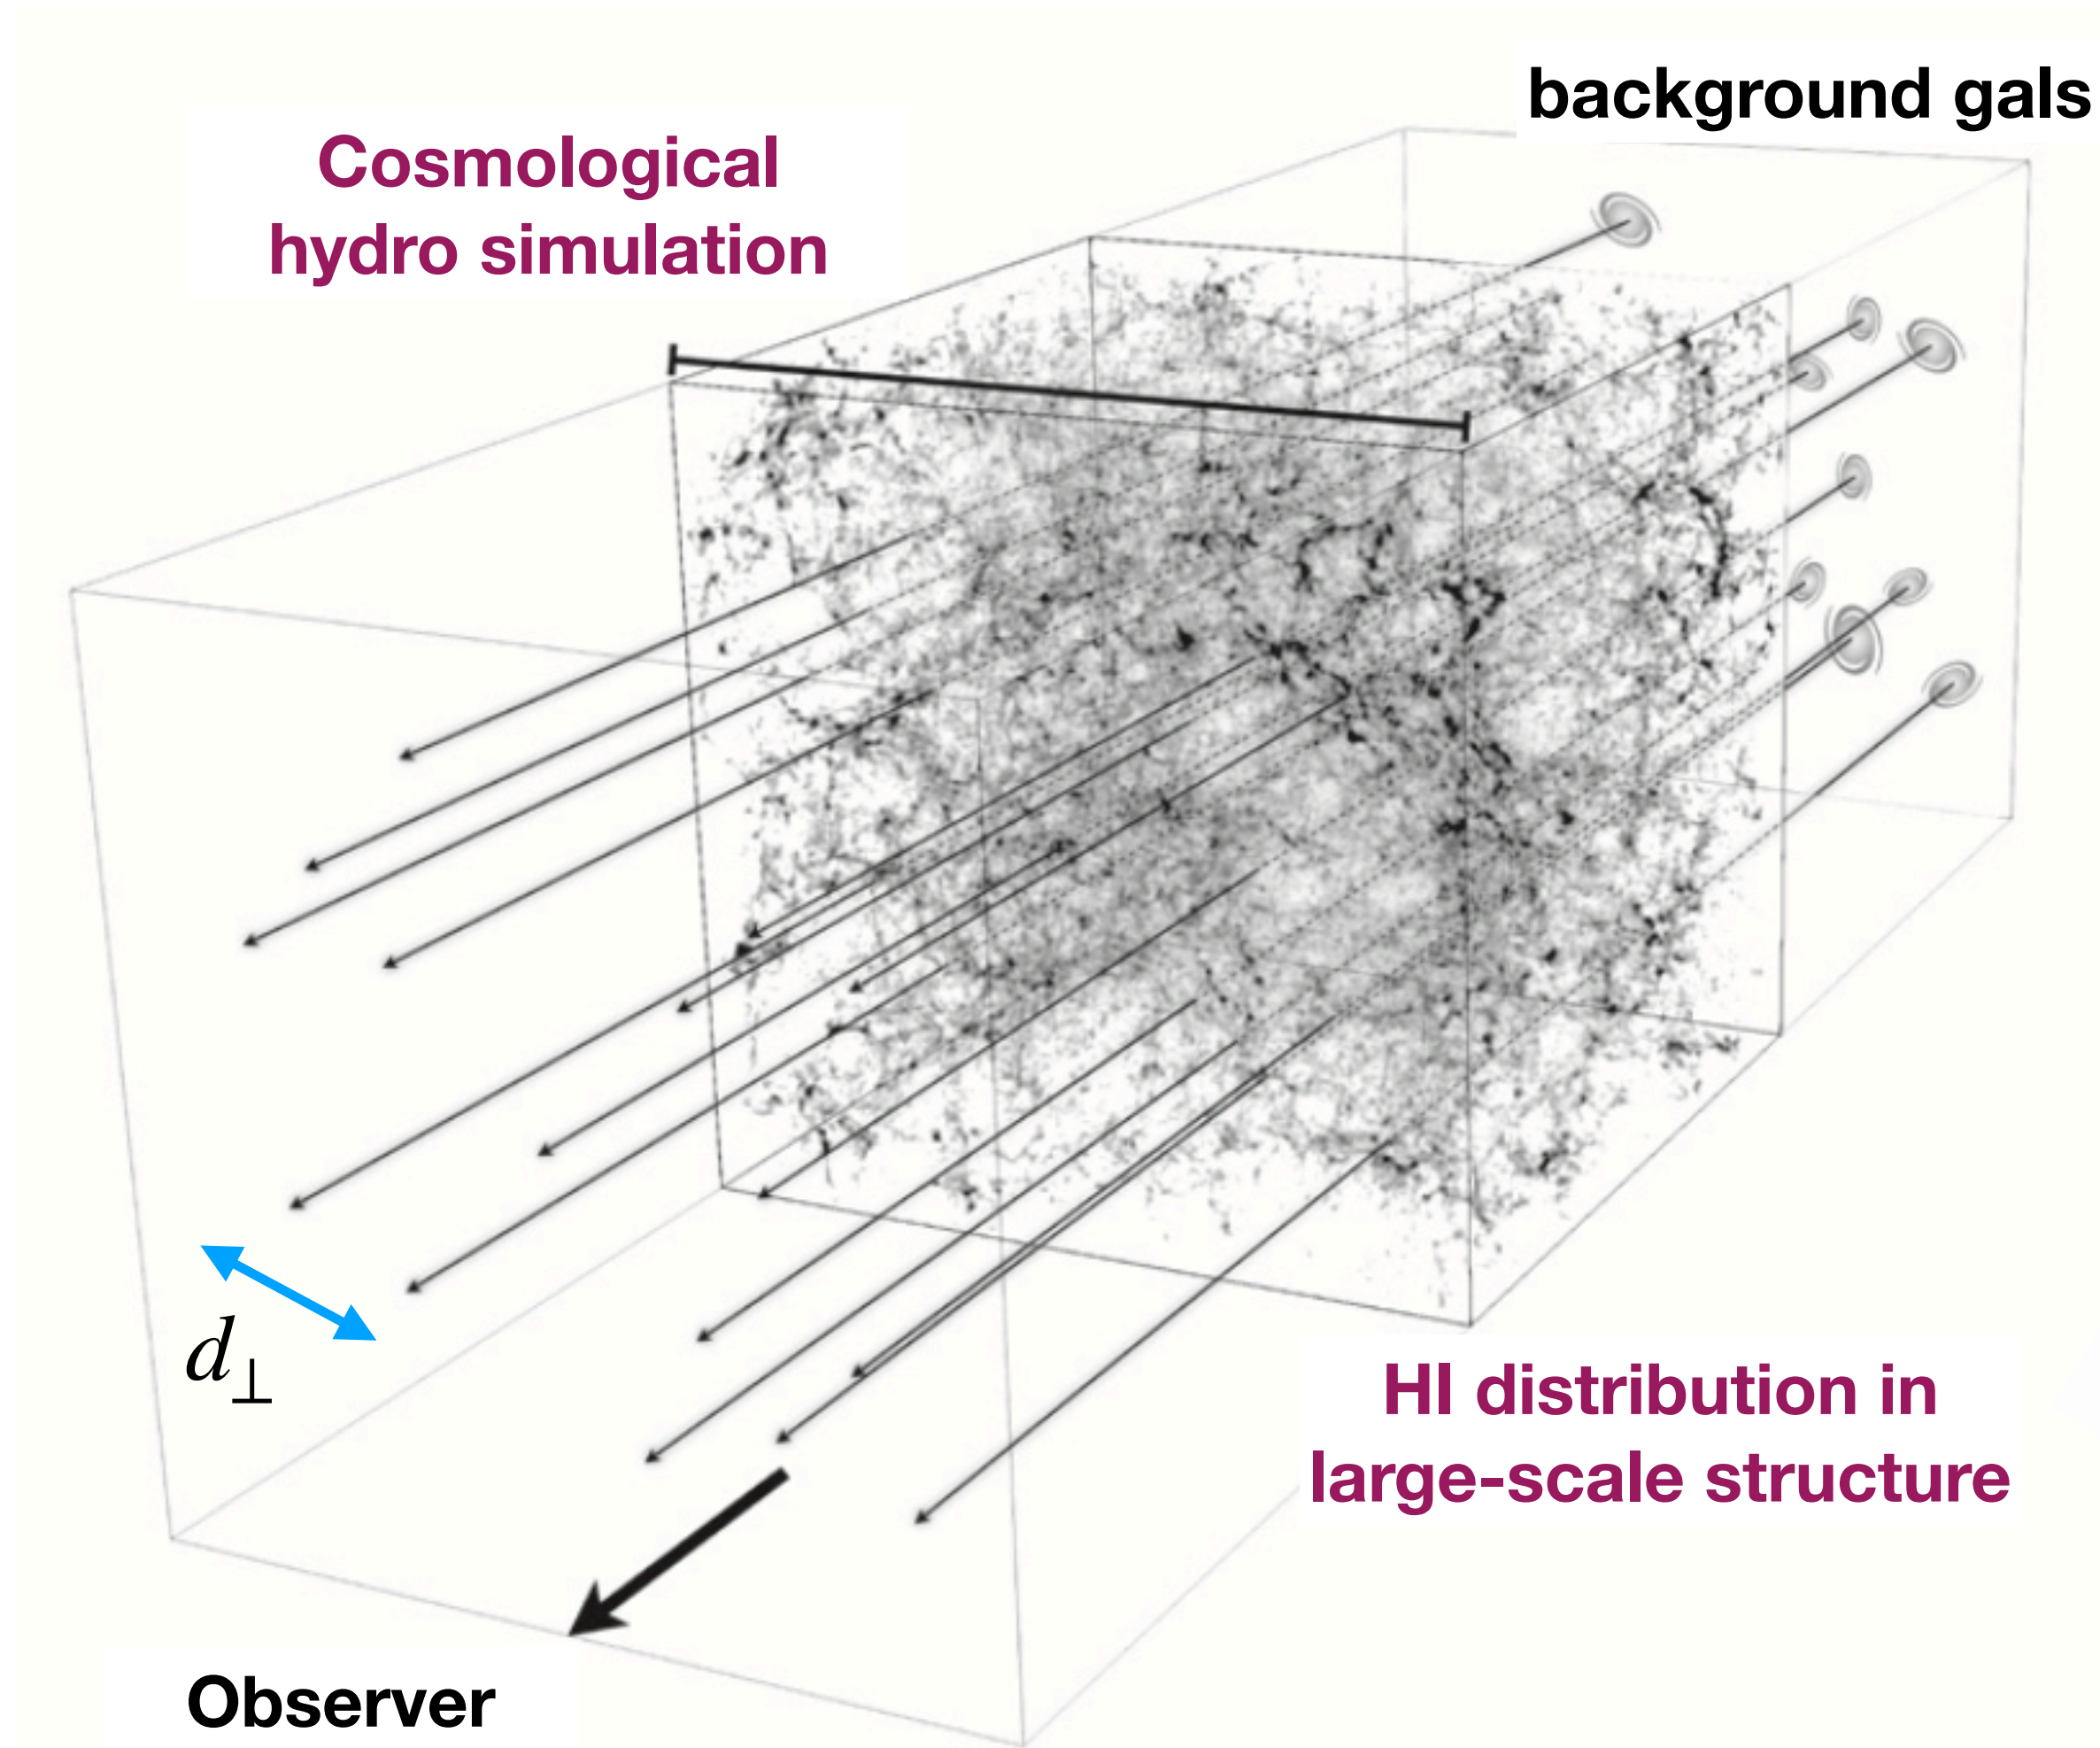 background gals
Cosmological
hydro simulation
d⊥
HI distribution in
large-scale structure
Observer